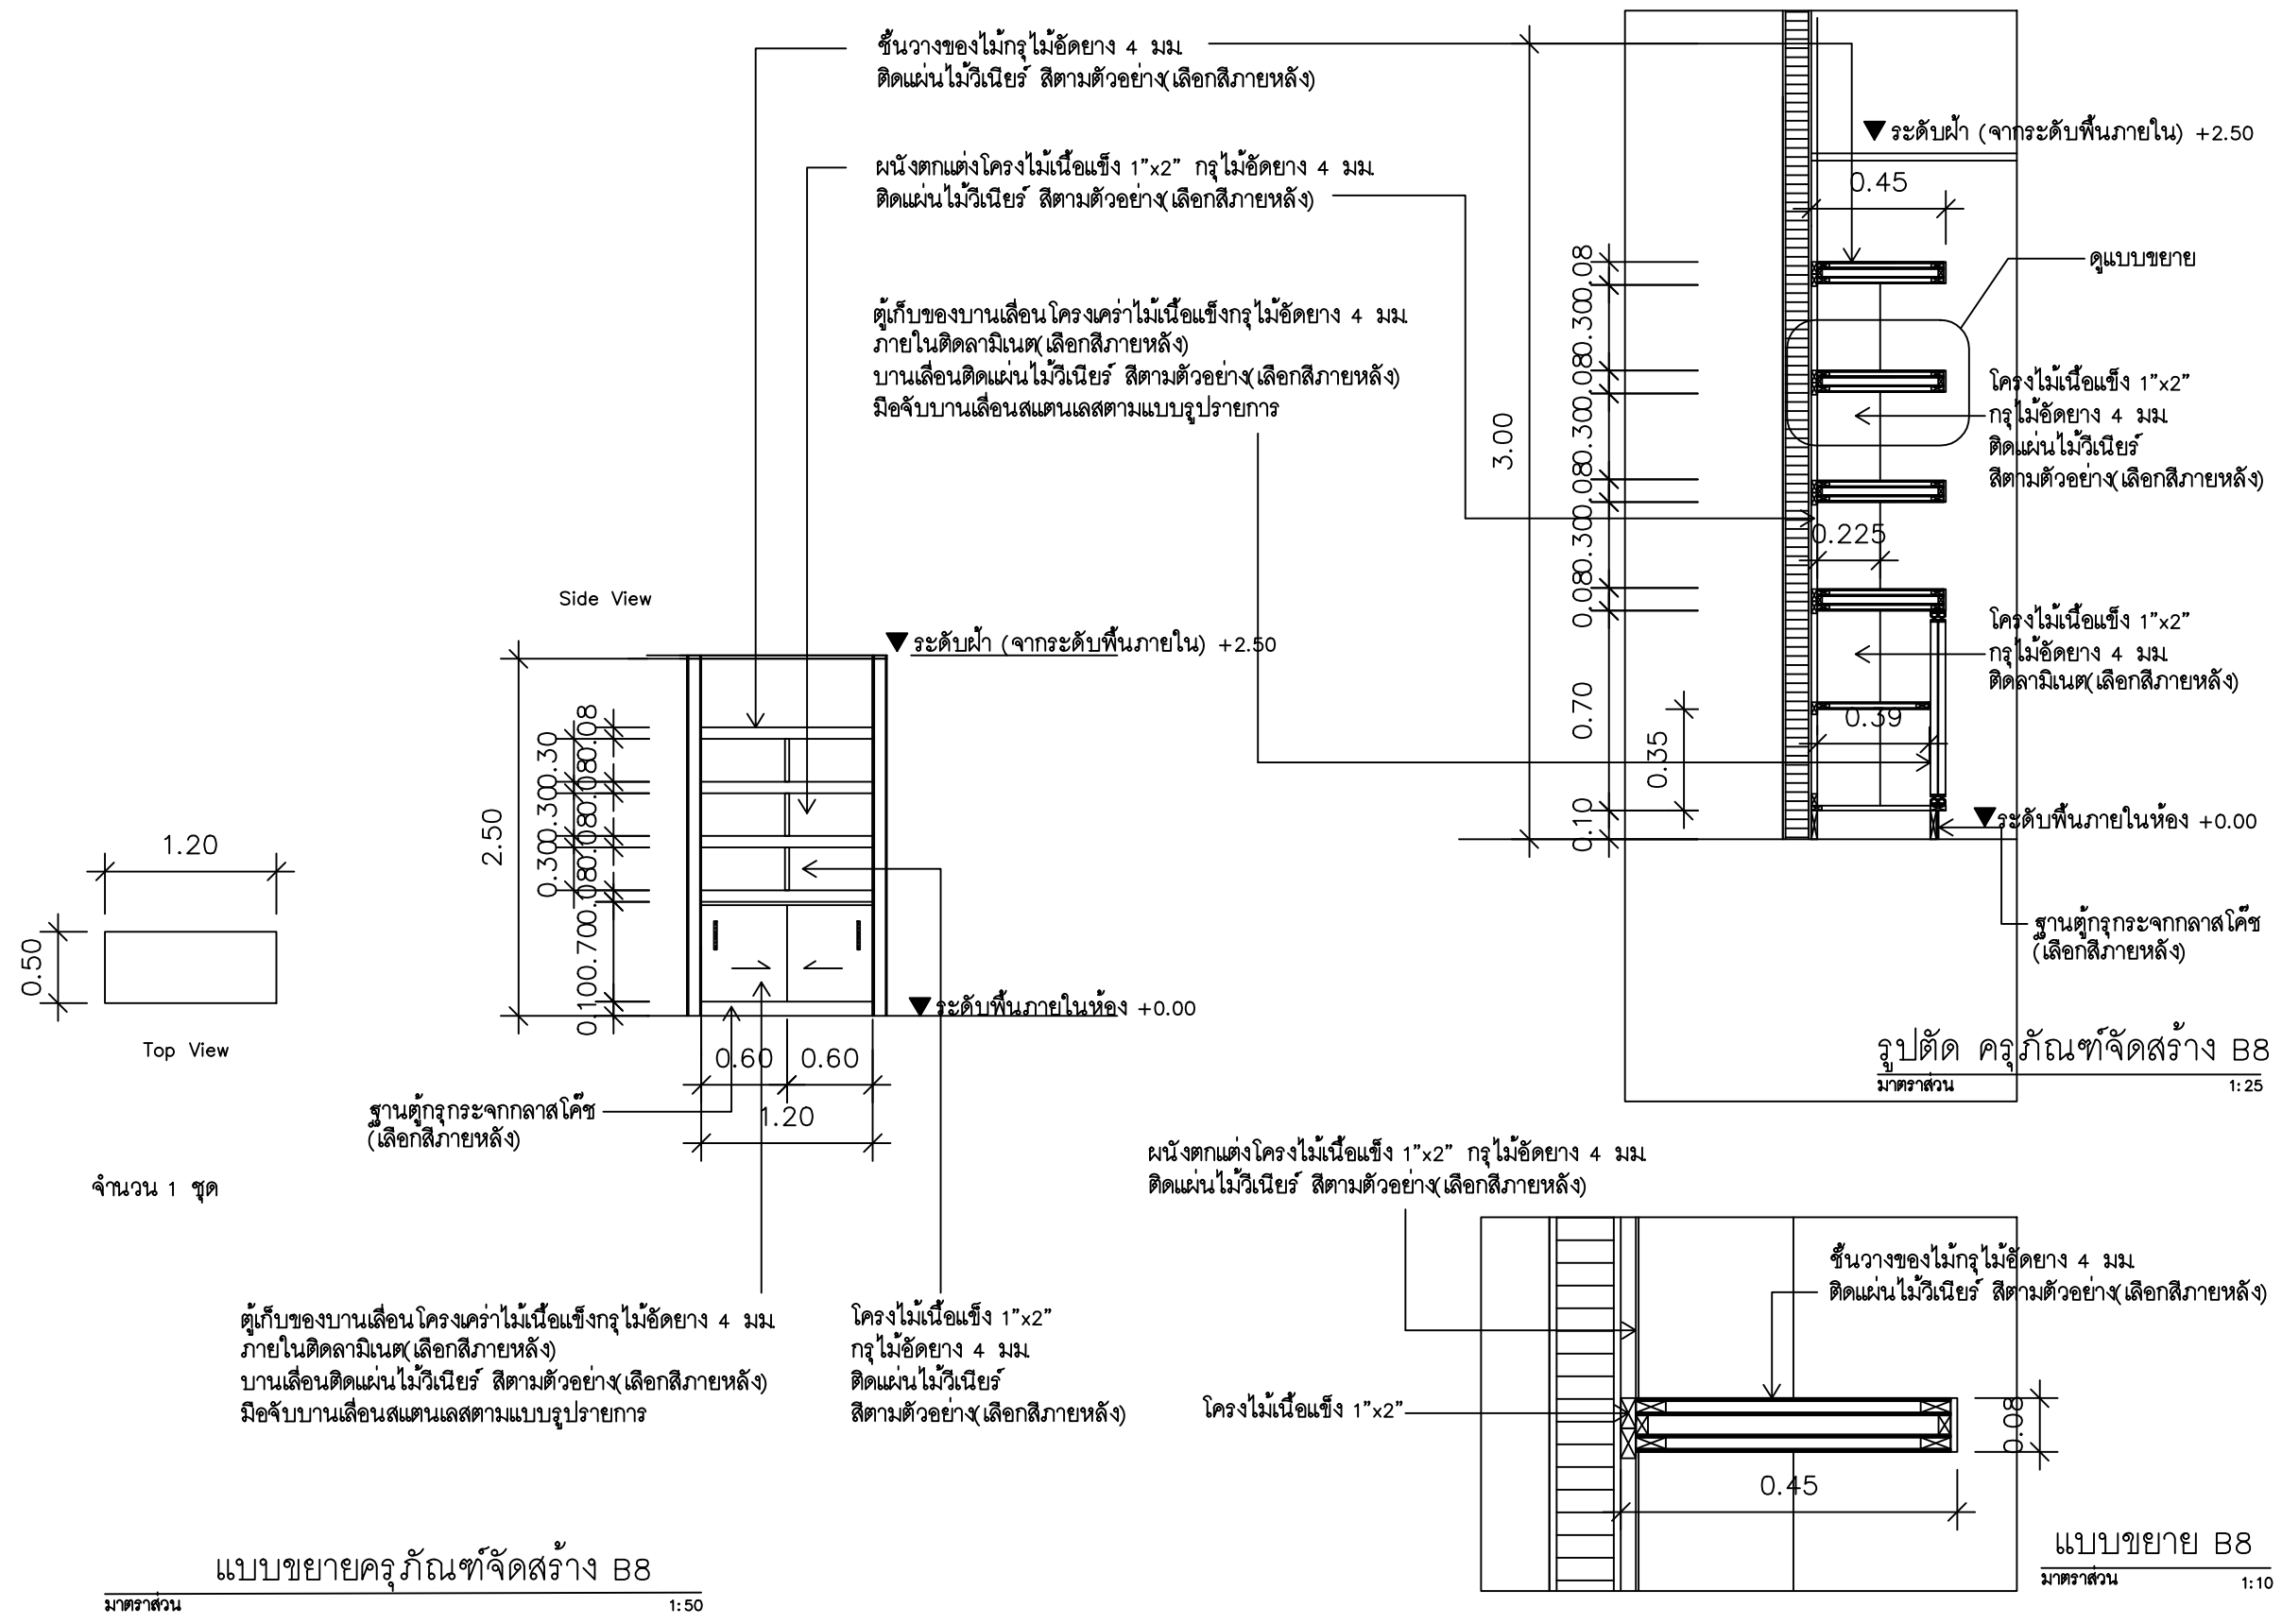 ชั้นวางของไม้กรุไม้อัดยาง 4 มม.
ติดแผ่นไม้วีเนียร์ สีตามตัวอย่าง(เลือกสีภายหลัง)
ผนังตกแต่งโครงไม้เนื้อแข็ง 1"x2" กรุไม้อัดยาง 4 มม.
ติดแผ่นไม้วีเนียร์ สีตามตัวอย่าง(เลือกสีภายหลัง)
ตู้เก็บของบานเลื่อนโครงเคร่าไม้เนื้อแข็งกรุไม้อัดยาง 4 มม.
ภายในติดลามิเนต(เลือกสีภายหลัง)
บานเลื่อนติดแผ่นไม้วีเนียร์ สีตามตัวอย่าง(เลือกสีภายหลัง)
มือจับบานเลื่อนสแตนเลสตามแบบรูปรายการ
Side View
ระดับฝ้า (จากระดับพื้นภายใน) +2.50
2.50
0.08
0.30
0.08
0.30
0.08
0.30
0.08
0.70
0.10
ระดับพื้นภายในห้อง +0.00
0.60
0.60
1.20
1.20
0.50
Top View
ฐานตู้กรุกระจกกลาสโค๊ช
(เลือกสีภายหลัง)
จำนวน 1 ชุด
ตู้เก็บของบานเลื่อนโครงเคร่าไม้เนื้อแข็งกรุไม้อัดยาง 4 มม.
ภายในติดลามิเนต(เลือกสีภายหลัง)
บานเลื่อนติดแผ่นไม้วีเนียร์ สีตามตัวอย่าง(เลือกสีภายหลัง)
มือจับบานเลื่อนสแตนเลสตามแบบรูปรายการ
โครงไม้เนื้อแข็ง 1"x2"
กรุไม้อัดยาง 4 มม.
ติดแผ่นไม้วีเนียร์
สีตามตัวอย่าง(เลือกสีภายหลัง)
แบบขยายครุภัณฑ์จัดสร้าง B8
มาตราส่วน 1:50
ระดับฝ้า (จากระดับพื้นภายใน) +2.50
0.45
ดูแบบขยาย
3.00
0.08
0.30
0.08
0.30
0.08
0.30
0.08
0.70
0.10
0.35
โครงไม้เนื้อแข็ง 1"x2"
กรุไม้อัดยาง 4 มม.
ติดแผ่นไม้วีเนียร์
สีตามตัวอย่าง(เลือกสีภายหลัง)
0.225
โครงไม้เนื้อแข็ง 1"x2"
กรุไม้อัดยาง 4 มม.
ติดลามิเนต(เลือกสีภายหลัง)
0.39
ระดับพื้นภายในห้อง +0.00
ฐานตู้กรุกระจกกลาสโค๊ช
(เลือกสีภายหลัง)
รูปตัด ครุภัณฑ์จัดสร้าง B8
มาตราส่วน 1:25
ผนังตกแต่งโครงไม้เนื้อแข็ง 1"x2" กรุไม้อัดยาง 4 มม.
ติดแผ่นไม้วีเนียร์ สีตามตัวอย่าง(เลือกสีภายหลัง)
ชั้นวางของไม้กรุไม้อัดยาง 4 มม.
ติดแผ่นไม้วีเนียร์ สีตามตัวอย่าง(เลือกสีภายหลัง)
โครงไม้เนื้อแข็ง 1"x2"
0.08
0.45
แบบขยาย B8
มาตราส่วน 1:10